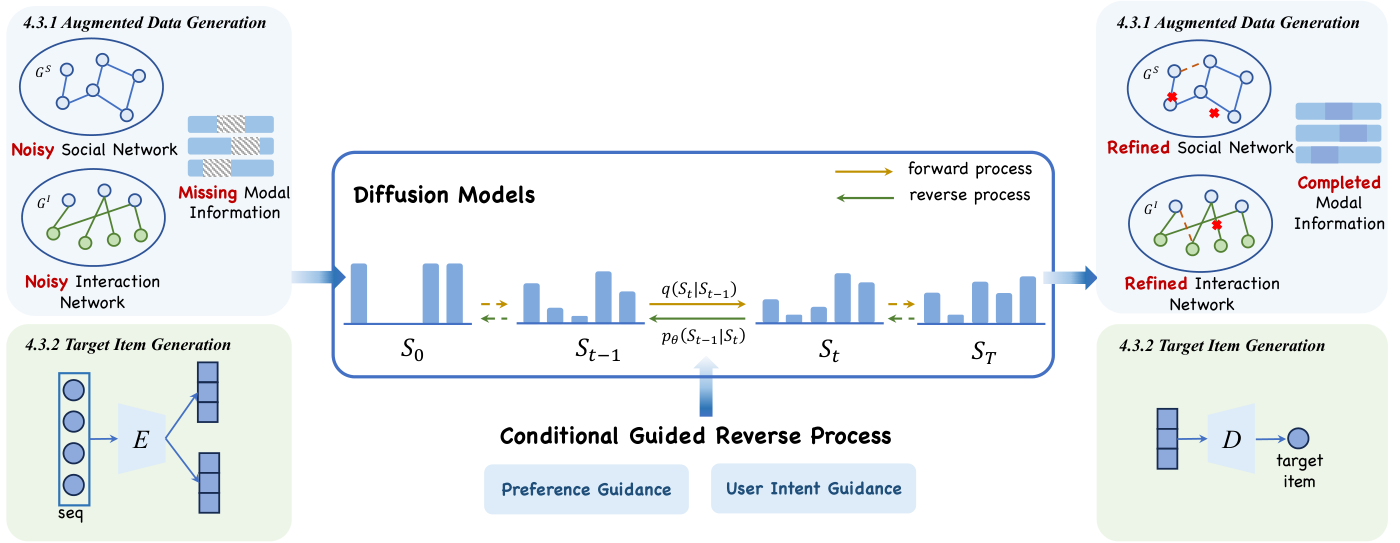 4.3.1 Augmented Data Generation
G^S
Noisy Social Network
Missing Modal
Information
G^I
Noisy Interaction
Network
4.3.2 Target Item Generation
E
seq
Diffusion Models
forward process
reverse process
q(S_t|S_{t-1})
p_θ(S_{t-1}|S_t)
S_0
S_{t-1}
S_t
S_T
Conditional Guided Reverse Process
Preference Guidance
User Intent Guidance
4.3.1 Augmented Data Generation
G^S
Refined Social Network
Completed
Modal
Information
G^I
Refined Interaction
Network
4.3.2 Target Item Generation
D
target
item